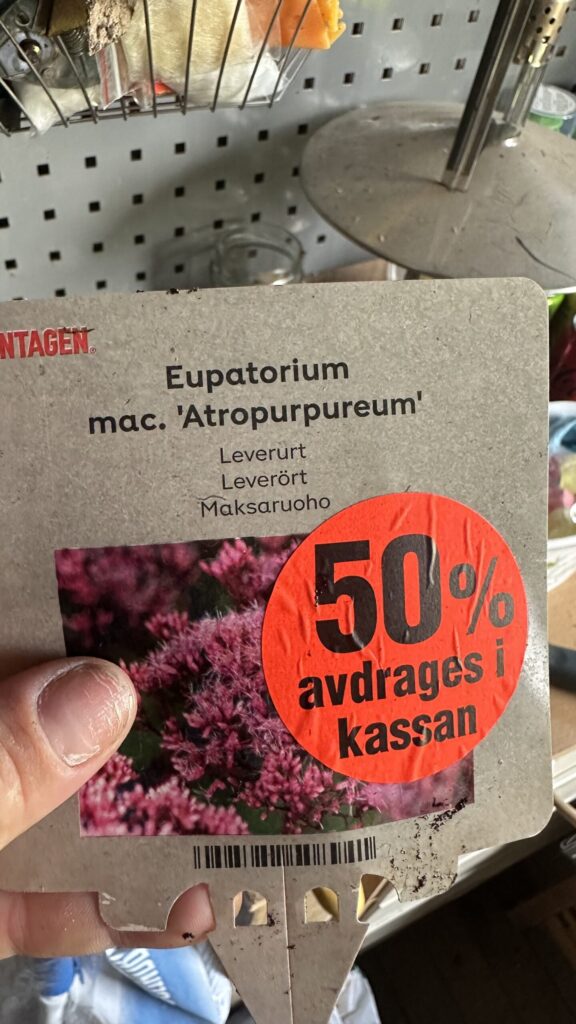 NTAGEN®
Eupatorium
mac. 'Atropurpureum'
Leverurt
Leverört
Maksaruoho
50%
avdrages i
kassan